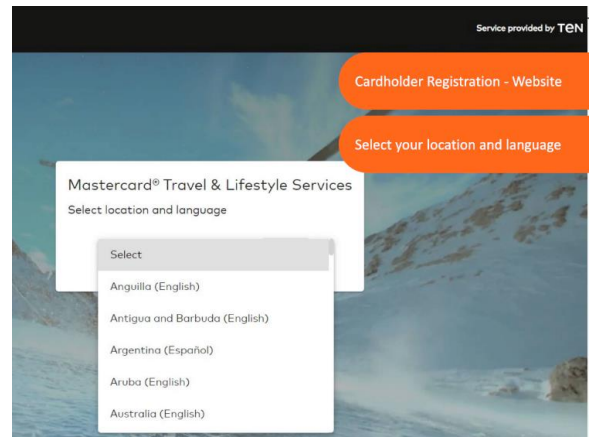 Service provided by TEN
Cardholder Registration - Website
Select your location and language
Mastercard® Travel & Lifestyle Services
Select location and language
Select
Anguilla (English)
Antigua and Barbuda (English)
Argentina (Español)
Aruba (English)
Australia (English)